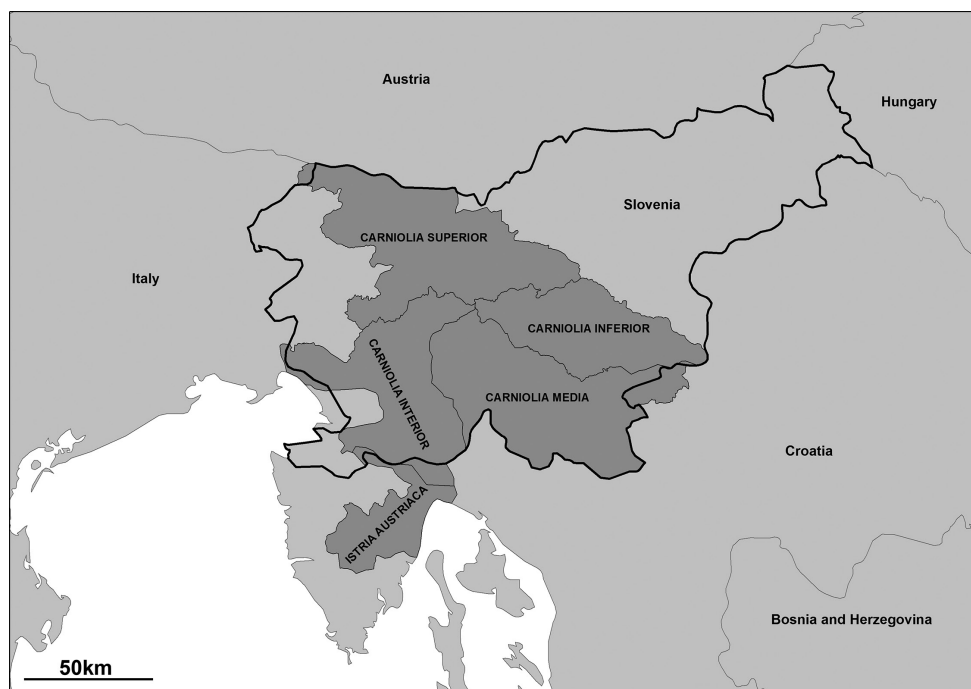 Austria
Hungary
Slovenia
CARNIOLIA SUPERIOR
Italy
CARNIOLIA INFERIOR
CARNIOLIA INTERIOR
CARNIOLIA MEDIA
Croatia
ISTRIA AUSTRIACA
Bosnia and Herzegovina
50km